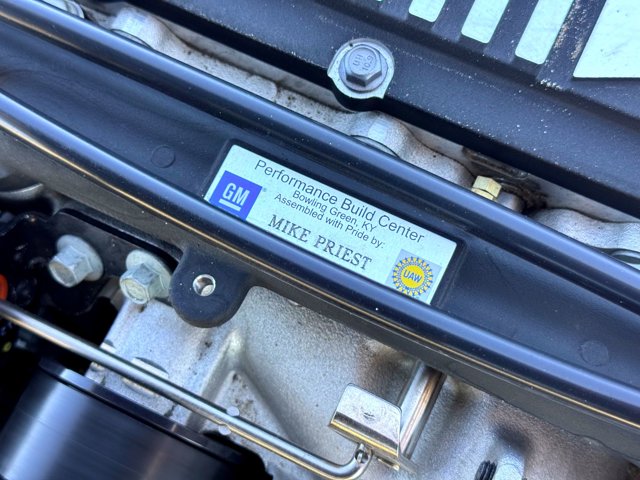 Performance Build Center
Bowling Green, KY
Assembled with Pride by:
GM
MIKE PRIEST
UAW